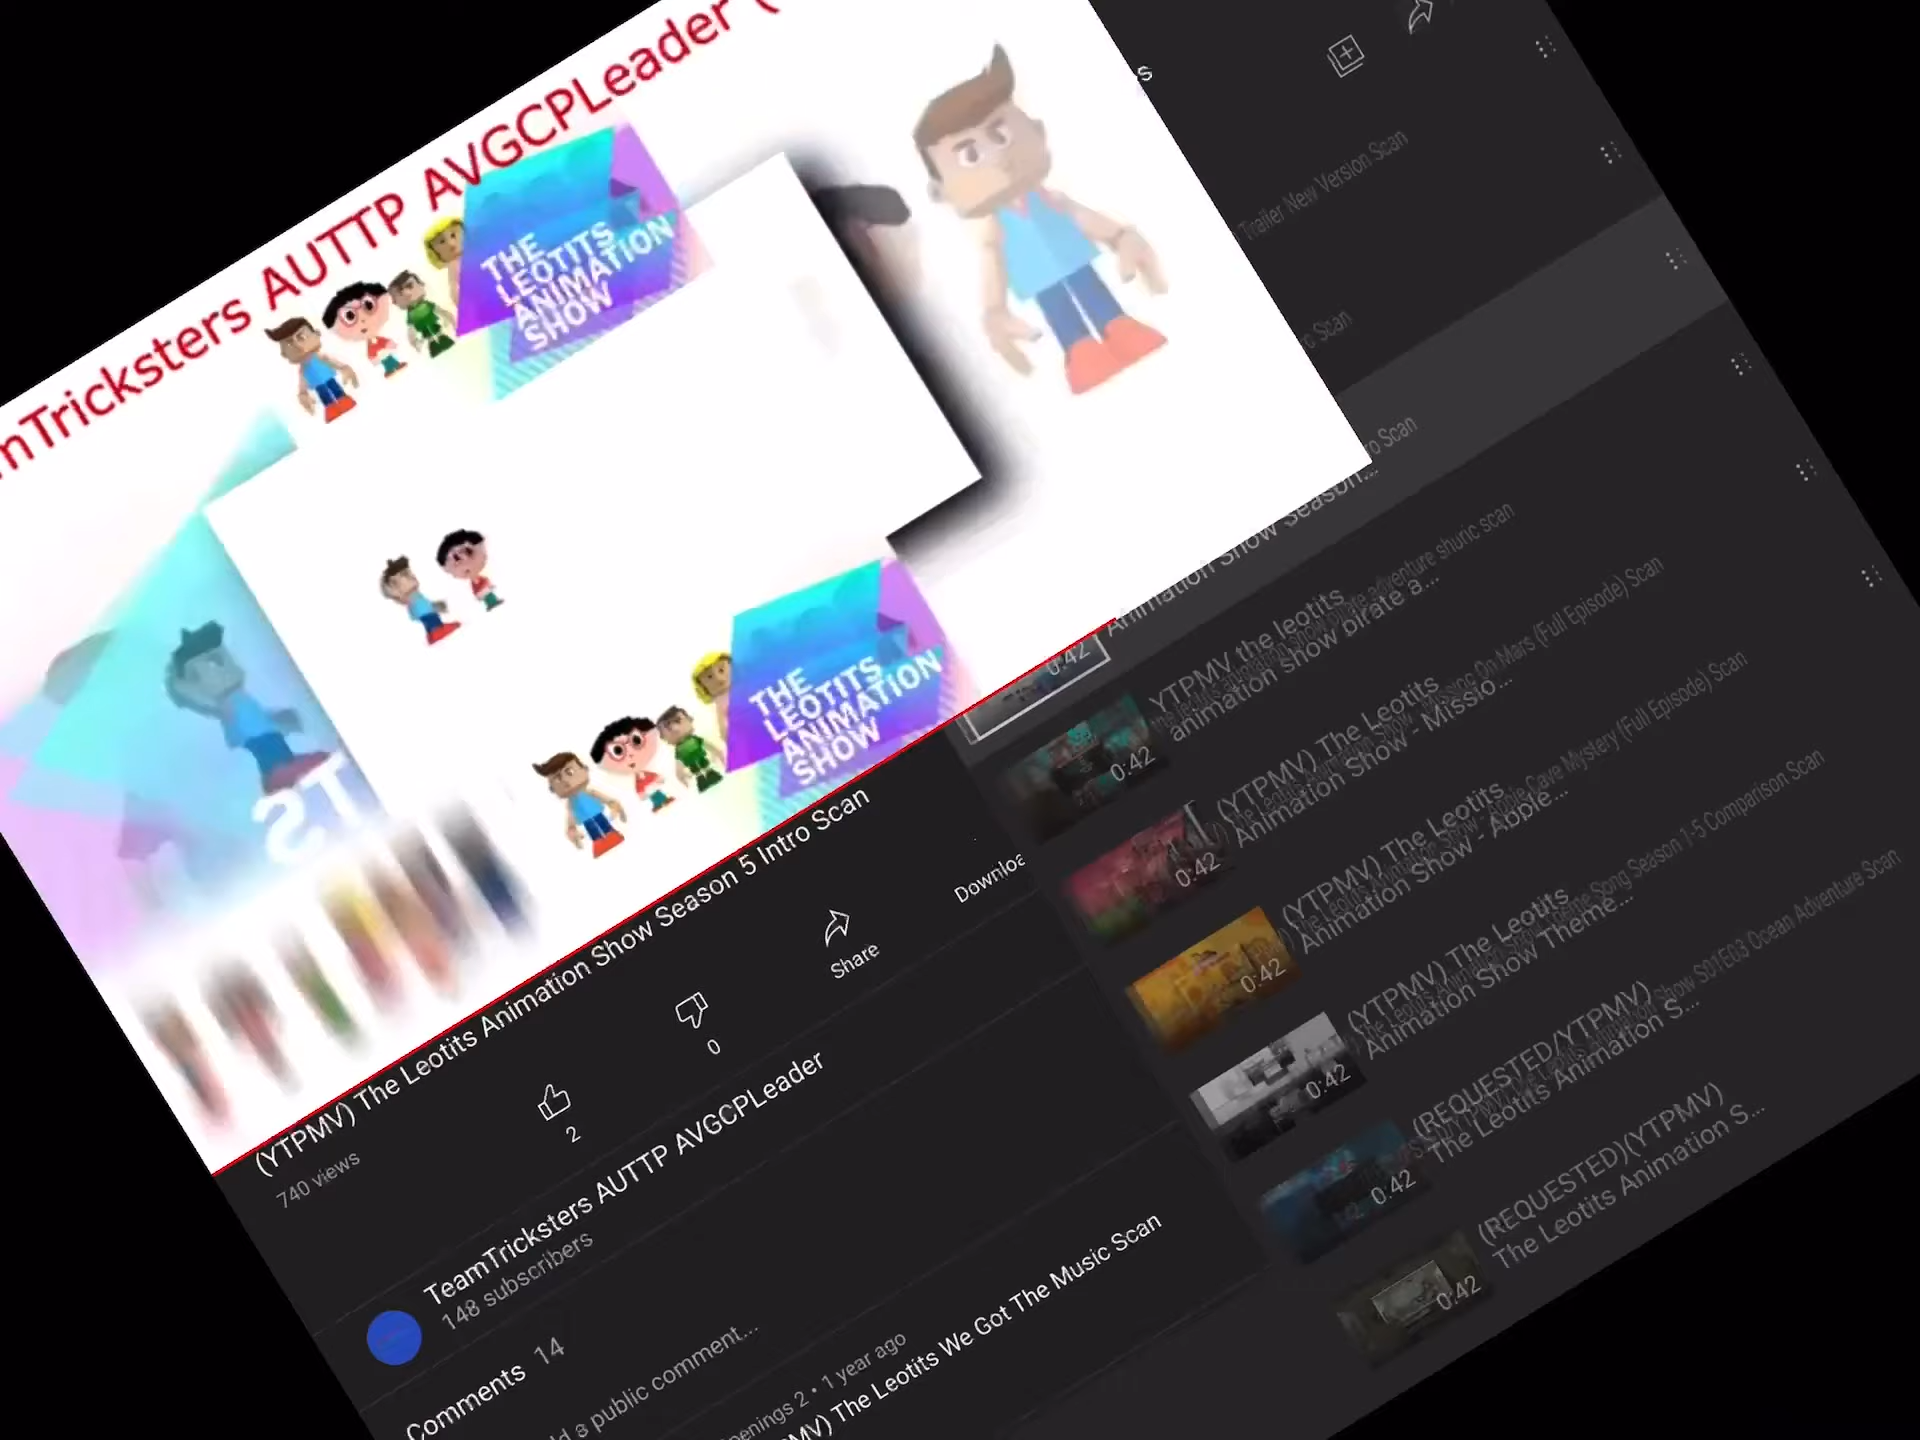 mTricksters AUTTP AVGCPLeader (
THE
LEOTITS
ANIMATION
SHOW
THE
LEOTITS
ANIMATION
SHOW
(YTPMV) The Leotits Animation Show Season 5 Intro Scan
740 views
2
0
Share
Downloa
TeamTricksters AUTTP AVGCPLeader
148 subscribers
Comments 14
d a public comment...
penings 2 • 1 year ago
MV) The Leotits We Got The Music Scan
s
Trailer New Version Scan
c Scan
ro Scan
Animation Show Season...
0:42
YTPMV the leotits
animation show pirate a...
0:42
(YTPMV) The Leotits
Animation Show - Missio...
0:42
(YTPMV) The Leotits
Animation Show - Apple...
0:42
(YTPMV) The Leotits
Animation Show Theme...
0:42
(REQUESTED/YTPMV)
The Leotits Animation S...
0:42
(REQUESTED)(YTPMV)
The Leotits Animation S...
0:42